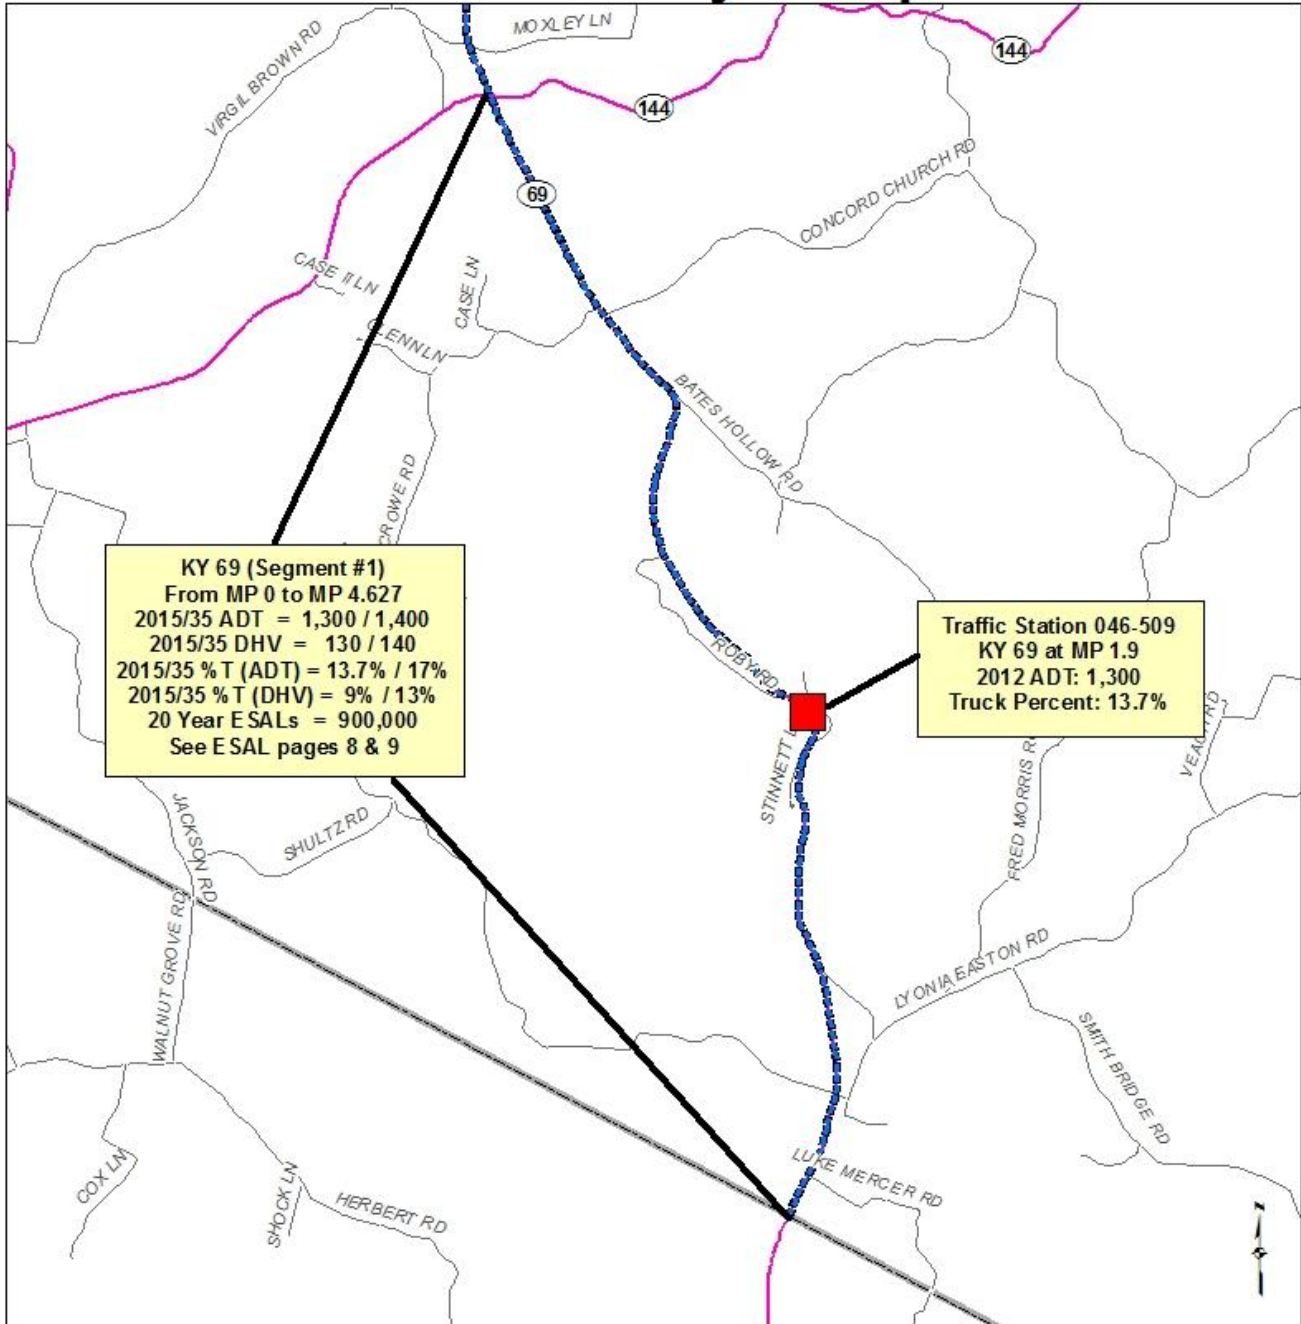 MOXLEY LN
VIRGIL BROWN RD
144
144
69
CONCORD CHURCH RD
CASE II LN
CASE LN
GLENN LN
BATES HOLLOW RD
CROWE RD
KY 69 (Segment #1)
From MP 0 to MP 4.627
2015/35 ADT = 1,300 / 1,400
2015/35 DHV = 130 / 140
2015/35 %T (ADT) = 13.7% / 17%
2015/35 %T (DHV) = 9% / 13%
20 Year ESALs = 900,000
See ESAL pages 8 & 9
Traffic Station 046-509
KY 69 at MP 1.9
2012 ADT: 1,300
Truck Percent: 13.7%
ROBY RD
STINNETT
VEACH RD
FRED MORRIS R
JACKSON RD
SHULTZ RD
WALNUT GROVE RD
LYONIA EASTON RD
SMITH BRIDGE RD
LUKE MERCER RD
COX LN
SHOCK LN
HERBERT RD